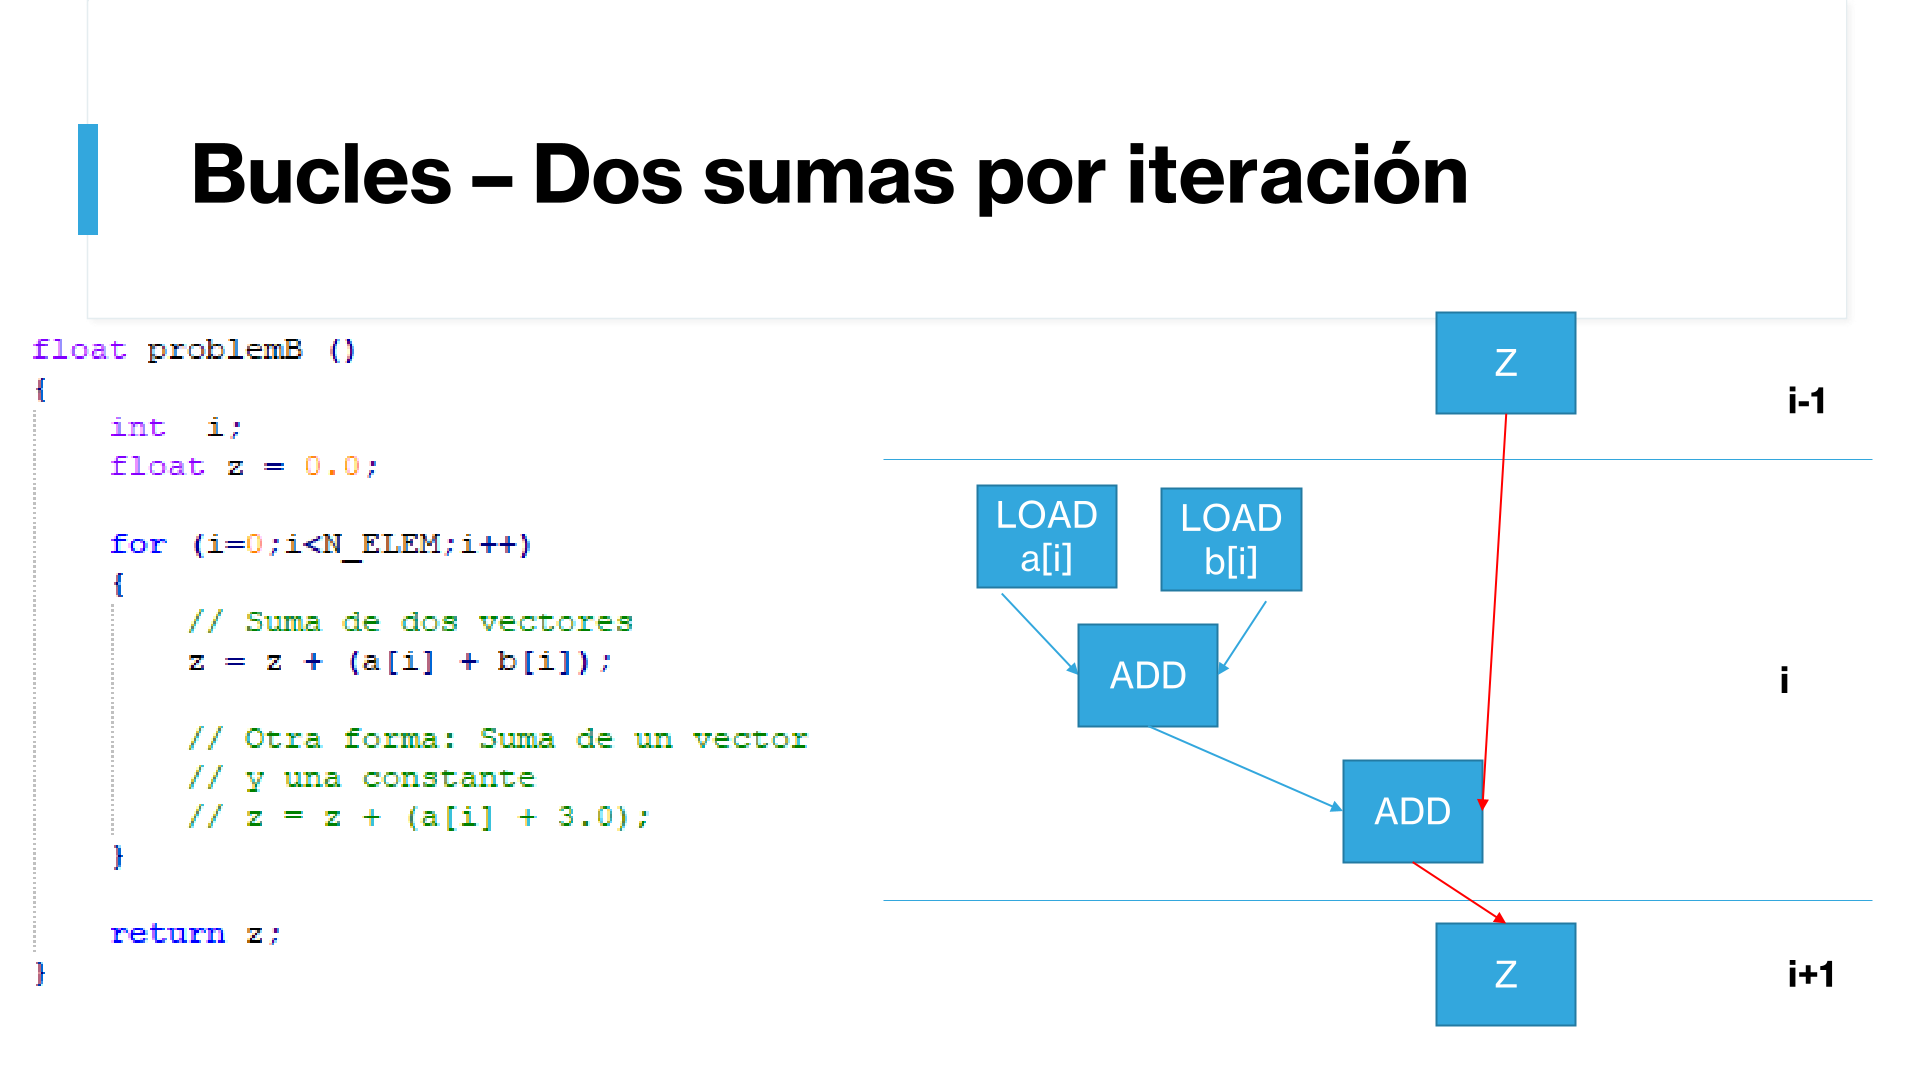 Bucles – Dos sumas por iteración
float problemB ()
{
int i;
float z = 0.0;
for (i=0;i<N_ELEM;i++)
{
// Suma de dos vectores
z = z + (a[i] + b[i]);
// Otra forma: Suma de un vector
// y una constante
// z = z + (a[i] + 3.0);
}
return z;
}
Z
i-1
LOAD
a[i]
LOAD
b[i]
ADD
i
ADD
Z
i+1